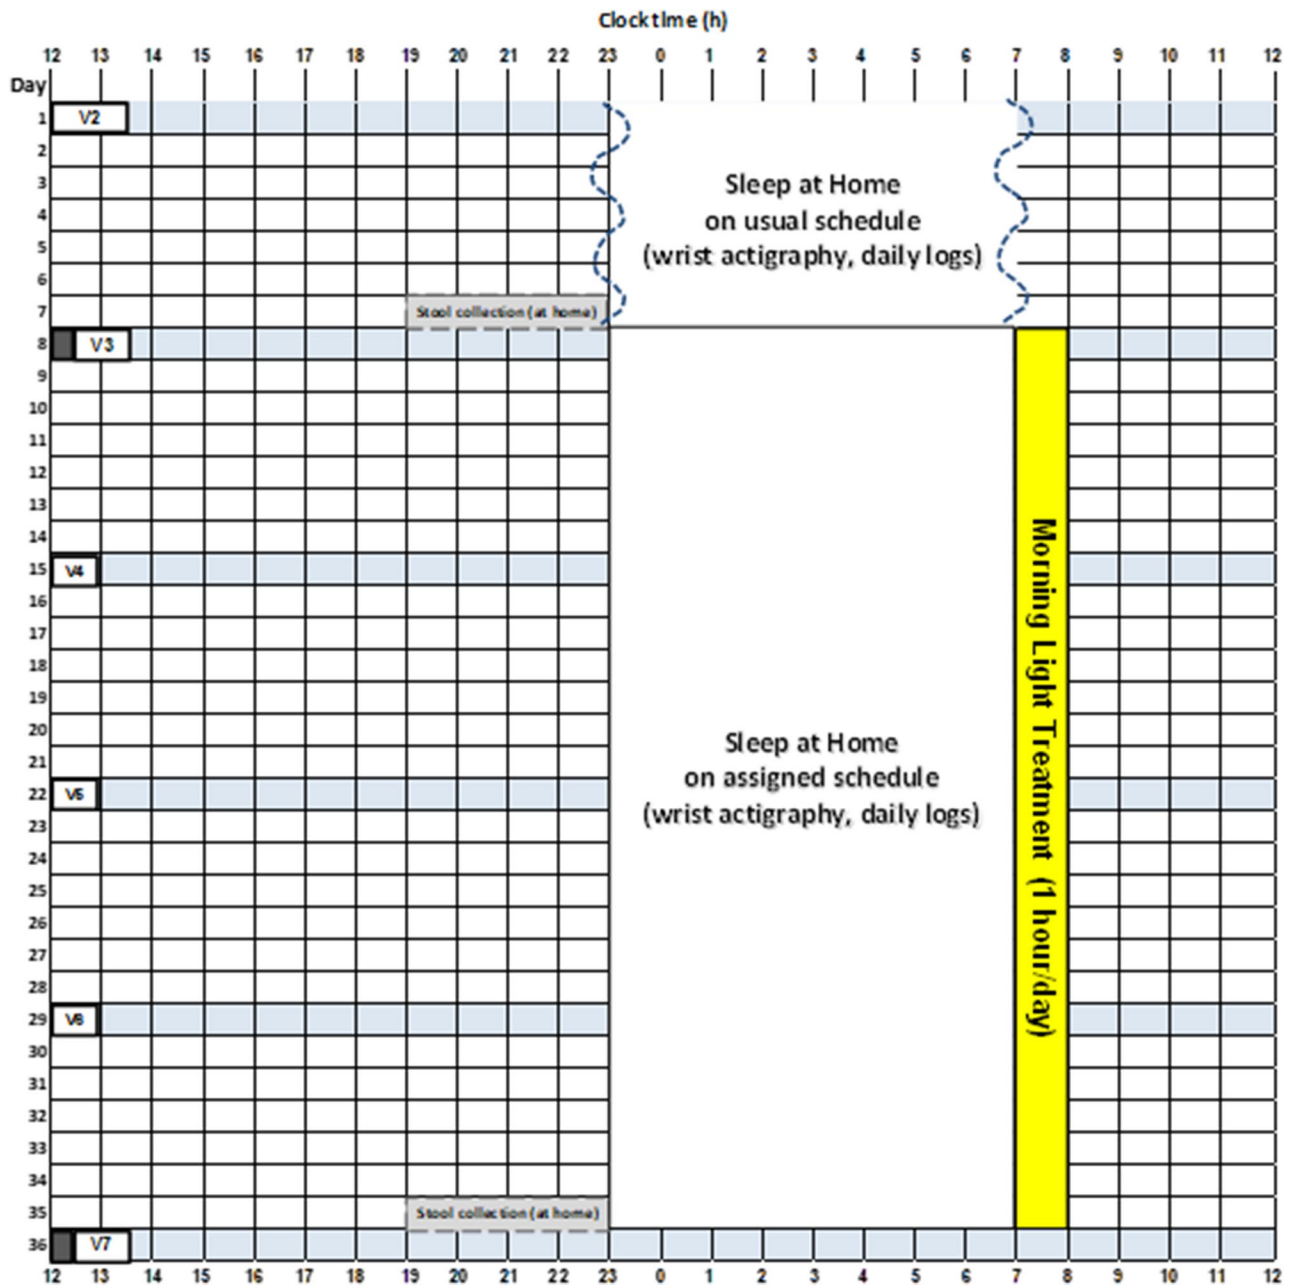 Clock time (h)
12 13 14 15 16 17 18 19 20 21 22 23 0 1 2 3 4 5 6 7 8 9 10 11 12
Day
1 V2
2
3 Sleep at Home
4 on usual schedule
5 (wrist actigraphy, daily logs)
6
7 Stool collection (at home)
8 V3
9
10
11
12
13
14
15 V4
16
17
18
19
20
21
22 V5
23
24
25
26
27
28
29 V6
30
31
32
33
34
35 Stool collection (at home)
36 V7
Sleep at Home
on assigned schedule
(wrist actigraphy, daily logs)
Morning Light Treatment (1 hour/day)
12 13 14 15 16 17 18 19 20 21 22 23 0 1 2 3 4 5 6 7 8 9 10 11 12